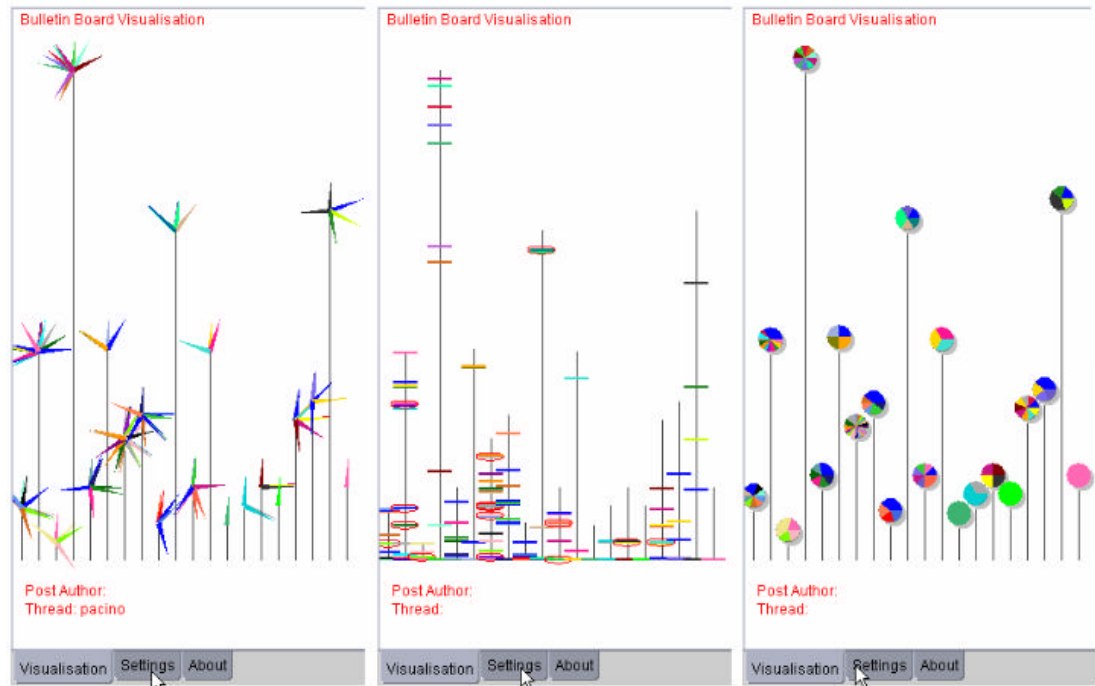 Bulletin Board Visualisation
Post Author:
Thread: pacino
Visualisation Settings About
Bulletin Board Visualisation
Post Author:
Thread:
Visualisation Settings About
Bulletin Board Visualisation
Post Author:
Thread:
Visualisation Settings About